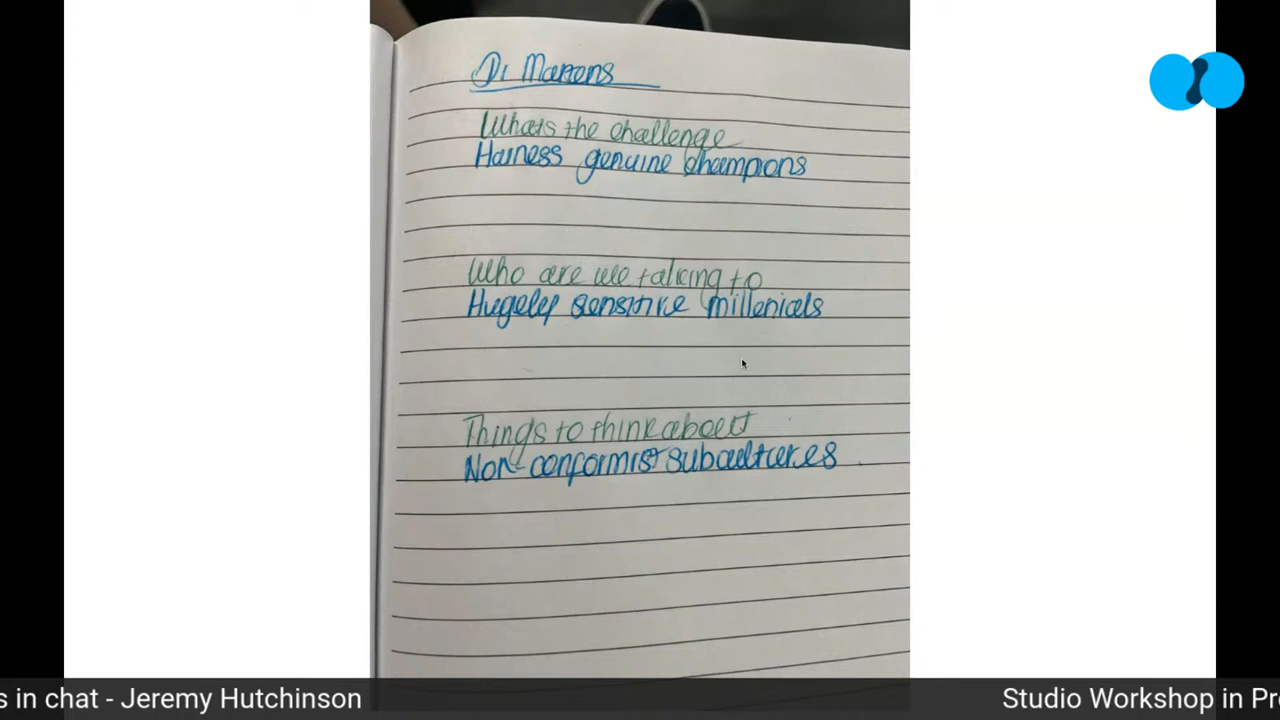 Dr Martens
Whats the challenge
Harness genuine champions
Who are we talking to
Hugely sensitive millenials
Things to think about
Non-conformist subcultures
s in chat - Jeremy Hutchinson
Studio Workshop in Pr